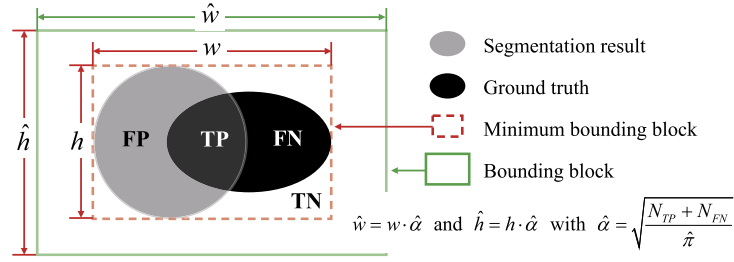 ŵ
w
ĥ
h
FP
TP
FN
TN
Segmentation result
Ground truth
Minimum bounding block
Bounding block
ŵ = w·α̂ and ĥ = h·α̂ with α̂ = √((N_TP + N_FN) / π̂)